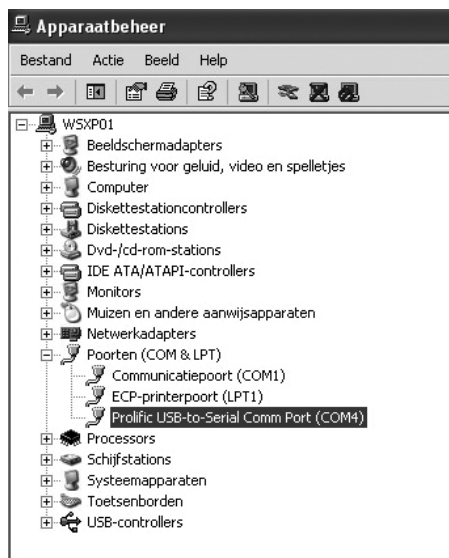 Apparaatbeheer
Bestand Actie Beeld Help
WSXP01
Beeldschermadapters
Besturing voor geluid, video en spelletjes
Computer
Diskettestationcontrollers
Diskettestations
Dvd-/cd-rom-stations
IDE ATA/ATAPI-controllers
Monitors
Muizen en andere aanwijsapparaten
Netwerkadapters
Poorten (COM & LPT)
Communicatiepoort (COM1)
ECP-printerpoort (LPT1)
Prolific USB-to-Serial Comm Port (COM4)
Processors
Schijfstations
Systeemapparaten
Toetsenborden
USB-controllers